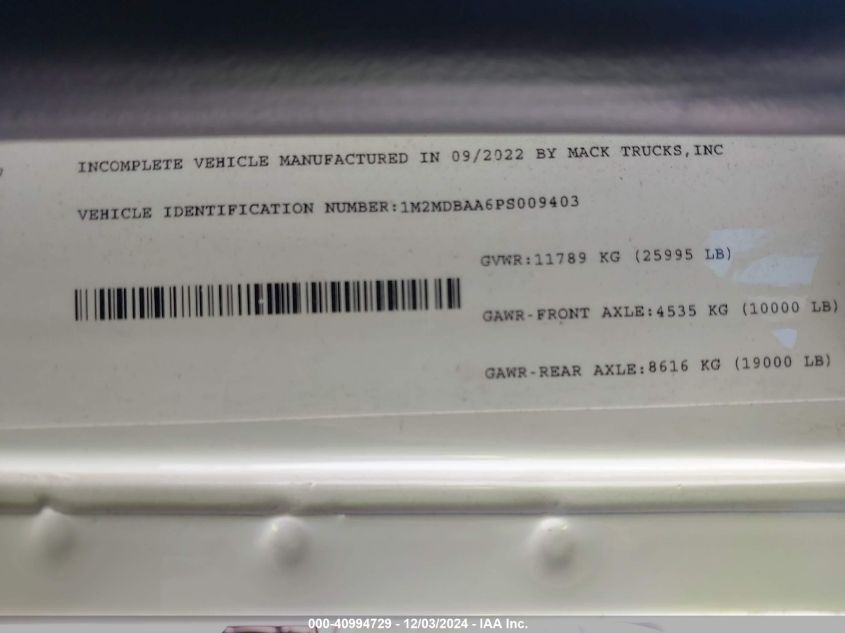 INCOMPLETE VEHICLE MANUFACTURED IN 09/2022 BY MACK TRUCKS,INC
VEHICLE IDENTIFICATION NUMBER:1M2MDBAA6PS009403
GVWR:11789 KG (25995 LB)
GAWR-FRONT AXLE:4535 KG (10000 LB)
GAWR-REAR AXLE:8616 KG (19000 LB)
000-40994729 - 12/03/2024 - IAA Inc.